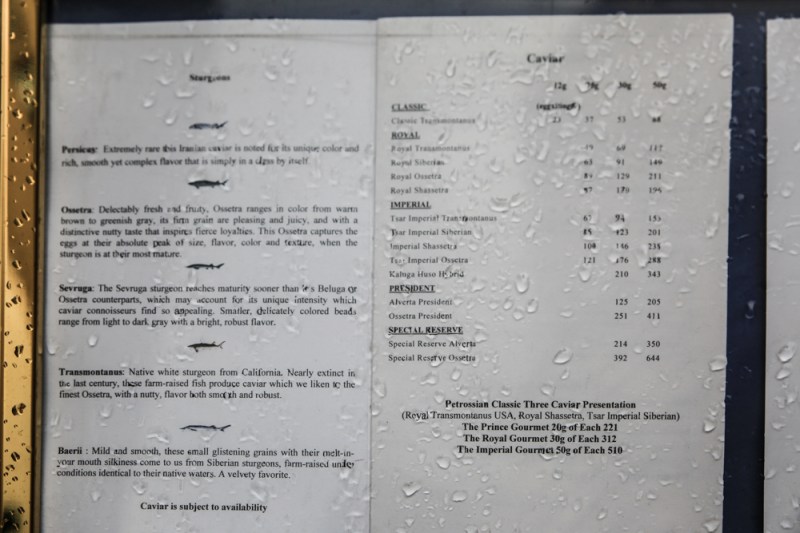 Sturgeons
Persicus: Extremely rare this Iranian caviar is noted for its unique color and
rich, smooth yet complex flavor that is simply in a class by itself.
Ossetra: Delectably fresh and fruity, Ossetra ranges in color from warm
brown to greenish gray, its firm grain are pleasing and juicy, and with a
distinctive nutty taste that inspires fierce loyalties. This Ossetra captures the
eggs at their absolute peak of size, flavor, color and texture, when the
sturgeon is at their most mature.
Sevruga: The Sevruga sturgeon reaches maturity sooner than it's Beluga or
Ossetra counterparts, which may account for its unique intensity which
caviar connoisseurs find so appealing. Smaller, delicately colored beads
range from light to dark gray with a bright, robust flavor.
Transmontanus: Native white sturgeon from California. Nearly extinct in
the last century, these farm-raised fish produce caviar which we liken to the
finest Ossetra, with a nutty, flavor both smooth and robust.
Baerii : Mild and smooth, these small glistening grains with their melt-in-
your mouth silkiness come to us from Siberian sturgeons, farm-raised under
conditions identical to their native waters. A velvety favorite.
Caviar is subject to availability
Caviar
12g 30g 50g
CLASSIC
Classic Transmontanus 23 37 53 88
ROYAL
Royal Transmontanus 69 117
Royal Siberian 63 91 149
Royal Ossetra 129 211
Royal Shassetra 97
IMPERIAL
Tsar Imperial Transmontanus 67 94
Tsar Imperial Siberian 85 123 201
Imperial Shassetra 108 146 235
Tsar Imperial Ossetra 121 176 288
Kaluga Huso Hybrid 210 343
PRESIDENT
Alverta President 125 205
Ossetra President 251 411
SPECIAL RESERVE
Special Reserve Alverta 214 350
Special Reserve Ossetra 392 644
Petrossian Classic Three Caviar Presentation
(Royal Transmontanus USA, Royal Shassetra, Tsar Imperial Siberian)
The Prince Gourmet 20g of Each 221
The Royal Gourmet 30g of Each 312
The Imperial Gourmet 50g of Each 510